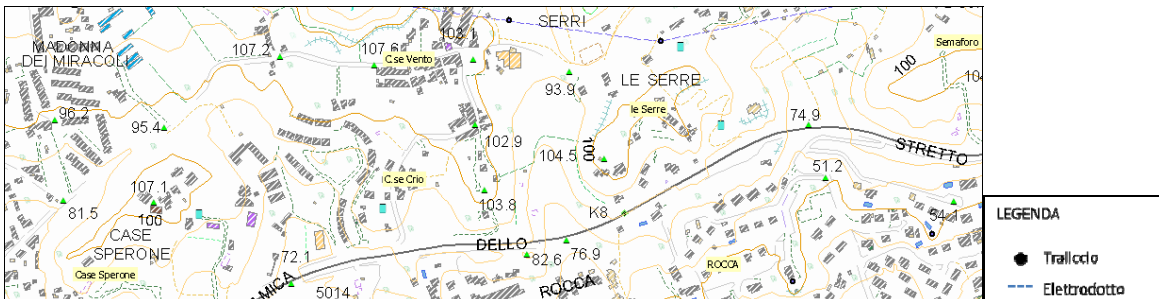 SERRI
MADONNA
DEI MIRACOLI
107.2
107.6
103.1
C.se Vento
Semaforo
100
104
93.9
LE SERRE
le Serre
96.2
95.4
102.9
100
104.5
74.9
STRETTO
51.2
107.1
100
C.se Crio
103.8
81.5
K8
54.1
CASE
SPERONE
72.1
DELLO
82.6
76.9
Case Sperone
5014
ROCCA
ROCCA
LEGENDA
Traliccio
Elettrodotto